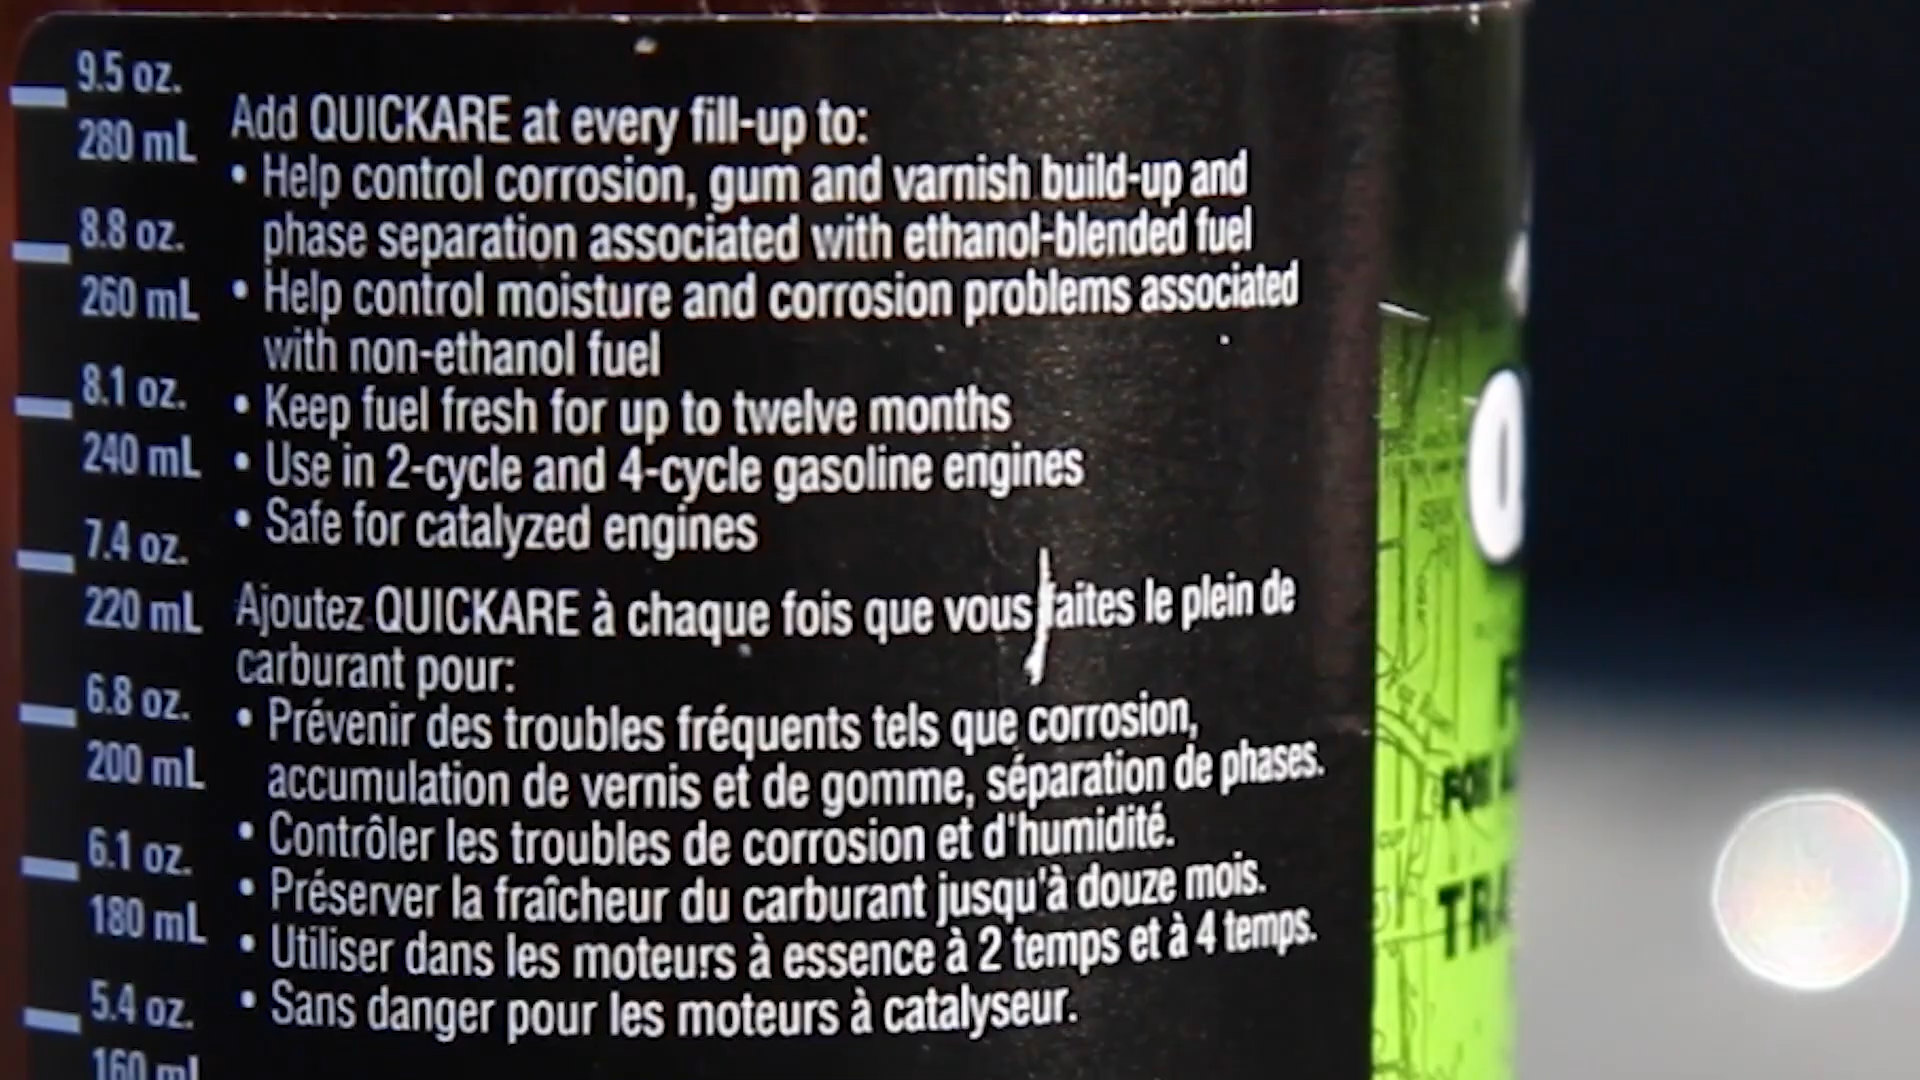 9.5 oz.
280 mL
8.8 oz.
260 mL
8.1 oz.
240 mL
7.4 oz.
220 mL
6.8 oz.
200 mL
6.1 oz.
180 mL
5.4 oz.
160 mL
Add QUICKARE at every fill-up to:
• Help control corrosion, gum and varnish build-up and
phase separation associated with ethanol-blended fuel
• Help control moisture and corrosion problems associated
with non-ethanol fuel
• Keep fuel fresh for up to twelve months
• Use in 2-cycle and 4-cycle gasoline engines
• Safe for catalyzed engines
Ajoutez QUICKARE à chaque fois que vous faites le plein de
carburant pour:
• Prévenir des troubles fréquents tels que corrosion,
accumulation de vernis et de gomme, séparation de phases.
• Contrôler les troubles de corrosion et d'humidité.
• Préserver la fraîcheur du carburant jusqu'à douze mois.
• Utiliser dans les moteurs à essence à 2 temps et à 4 temps.
• Sans danger pour les moteurs à catalyseur.